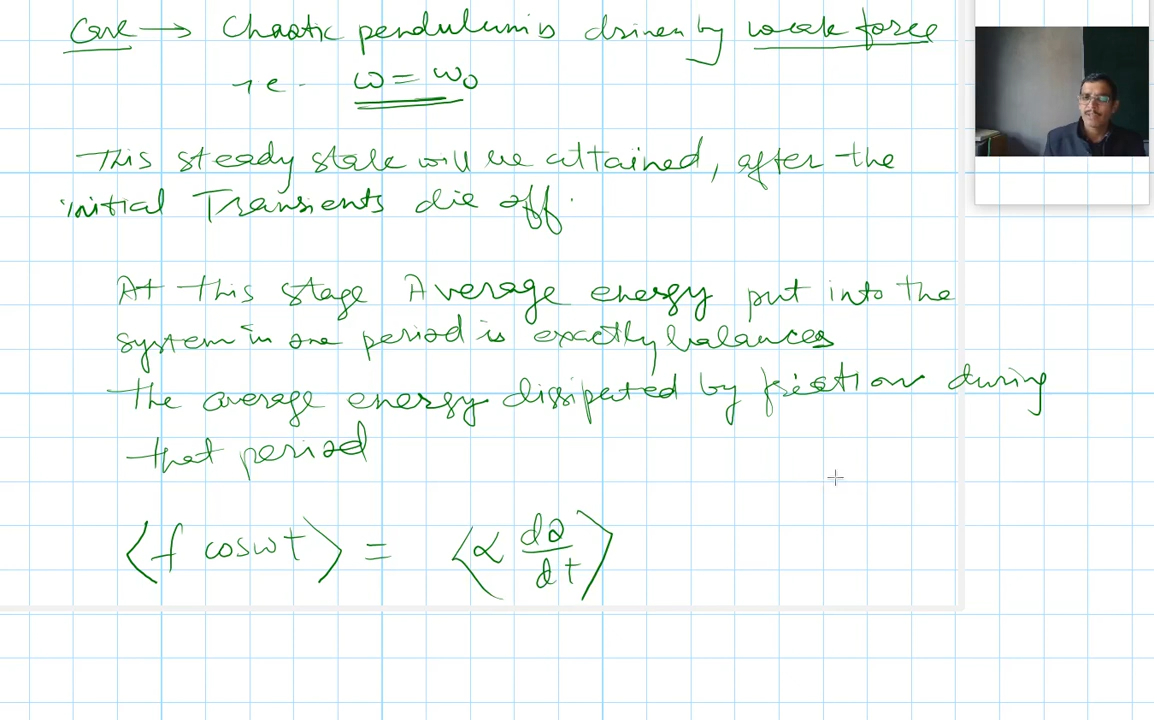 Case → Chaotic pendulum is driven by weak force
i.e. ω = ω₀
This steady state will be attained, after the
initial Transients die off.
At this stage Average energy put into the
system in one period is exactly balances
the average energy dissipated by friction during
that period
⟨f cosωt⟩ = ⟨α dθ/dt⟩